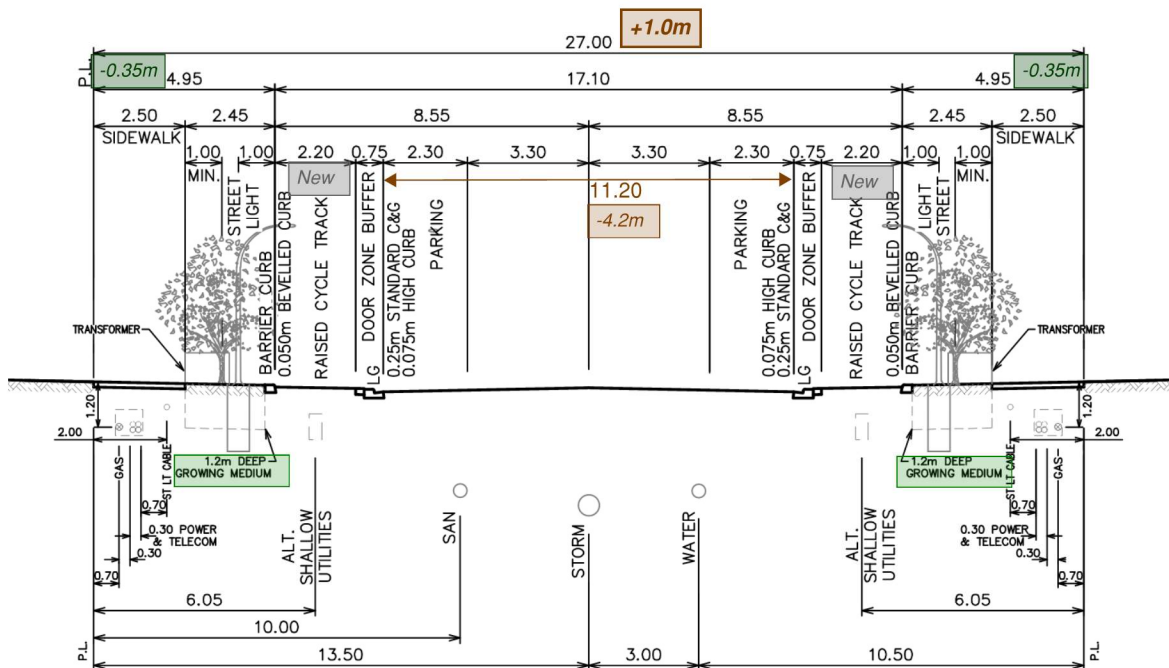 +1.0m
27.00
P.L.
-0.35m
-0.35m
4.95
17.10
4.95
2.50
2.45
8.55
8.55
2.45
2.50
SIDEWALK
SIDEWALK
1.00
1.00
2.20
0.75
2.30
3.30
3.30
2.30
0.75
2.20
1.00
1.00
MIN.
MIN.
New
New
11.20
-4.2m
STREET
LIGHT
BARRIER CURB
0.050m BEVELLED CURB
RAISED CYCLE TRACK
DOOR ZONE BUFFER
LG
0.25m STANDARD C&G
0.075m HIGH CURB
PARKING
PARKING
0.075m HIGH CURB
0.25m STANDARD C&G
LG
DOOR ZONE BUFFER
RAISED CYCLE TRACK
0.050m BEVELLED CURB
BARRIER CURB
LIGHT
STREET
TRANSFORMER
TRANSFORMER
1.20
1.20
2.00
2.00
GAS
ST LT CABLE
1.2m DEEP
GROWING MEDIUM
1.2m DEEP
GROWING MEDIUM
ST LT CABLE
GAS
0.70
0.70
0.30 POWER
& TELECOM
0.30
0.30 POWER
& TELECOM
0.30
0.70
0.70
ALT.
SHALLOW
UTILITIES
SAN
STORM
WATER
ALT.
SHALLOW
UTILITIES
6.05
6.05
10.00
P.L.
13.50
3.00
10.50
P.L.